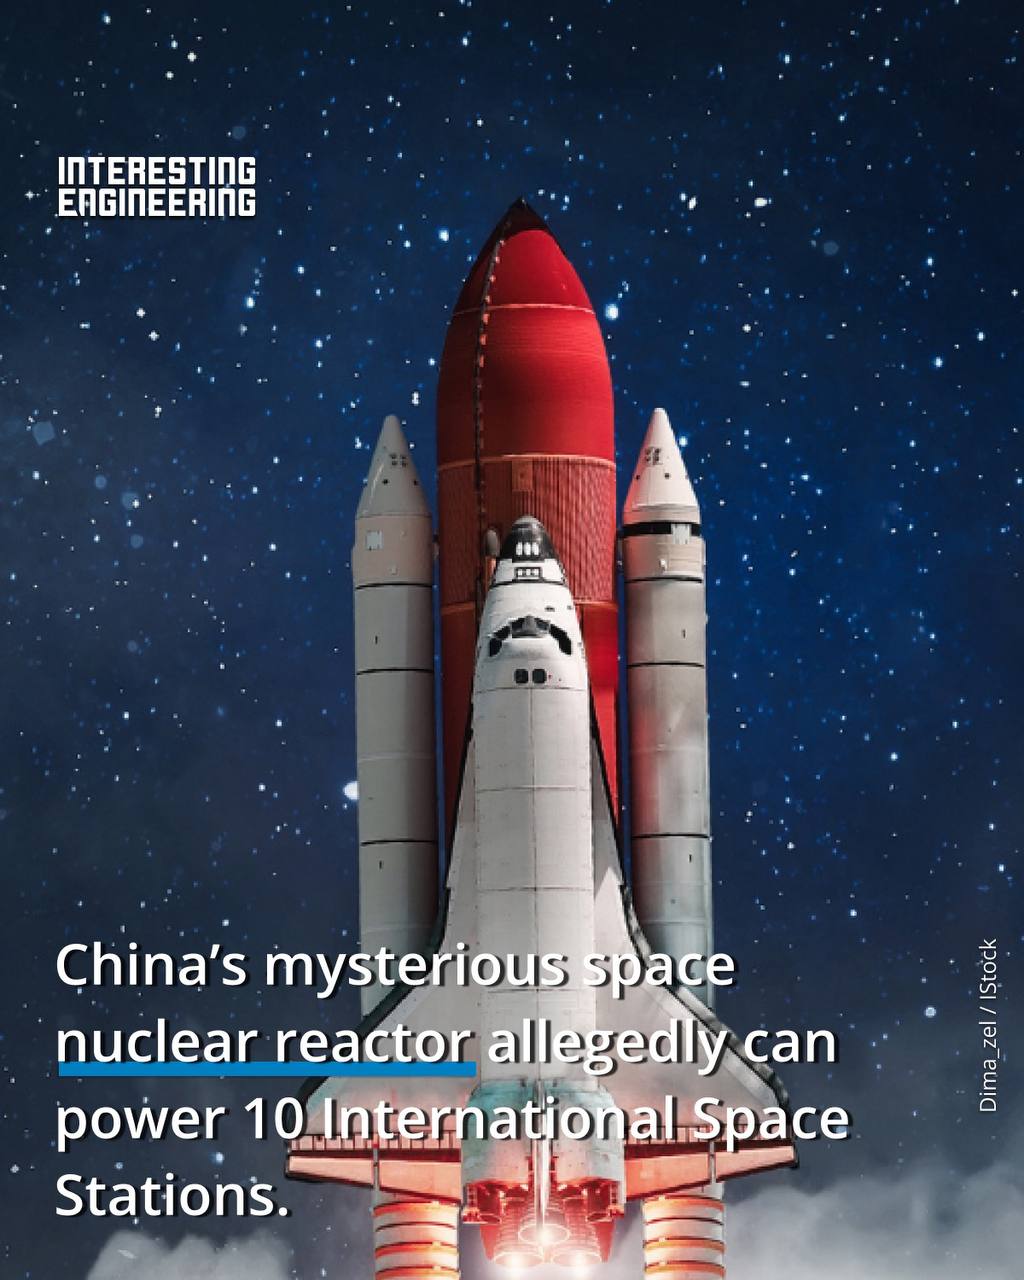 INTERESTING
ENGINEERING
China’s mysterious space
nuclear reactor allegedly can
power 10 International Space
Stations.
Dima_zel / IStock